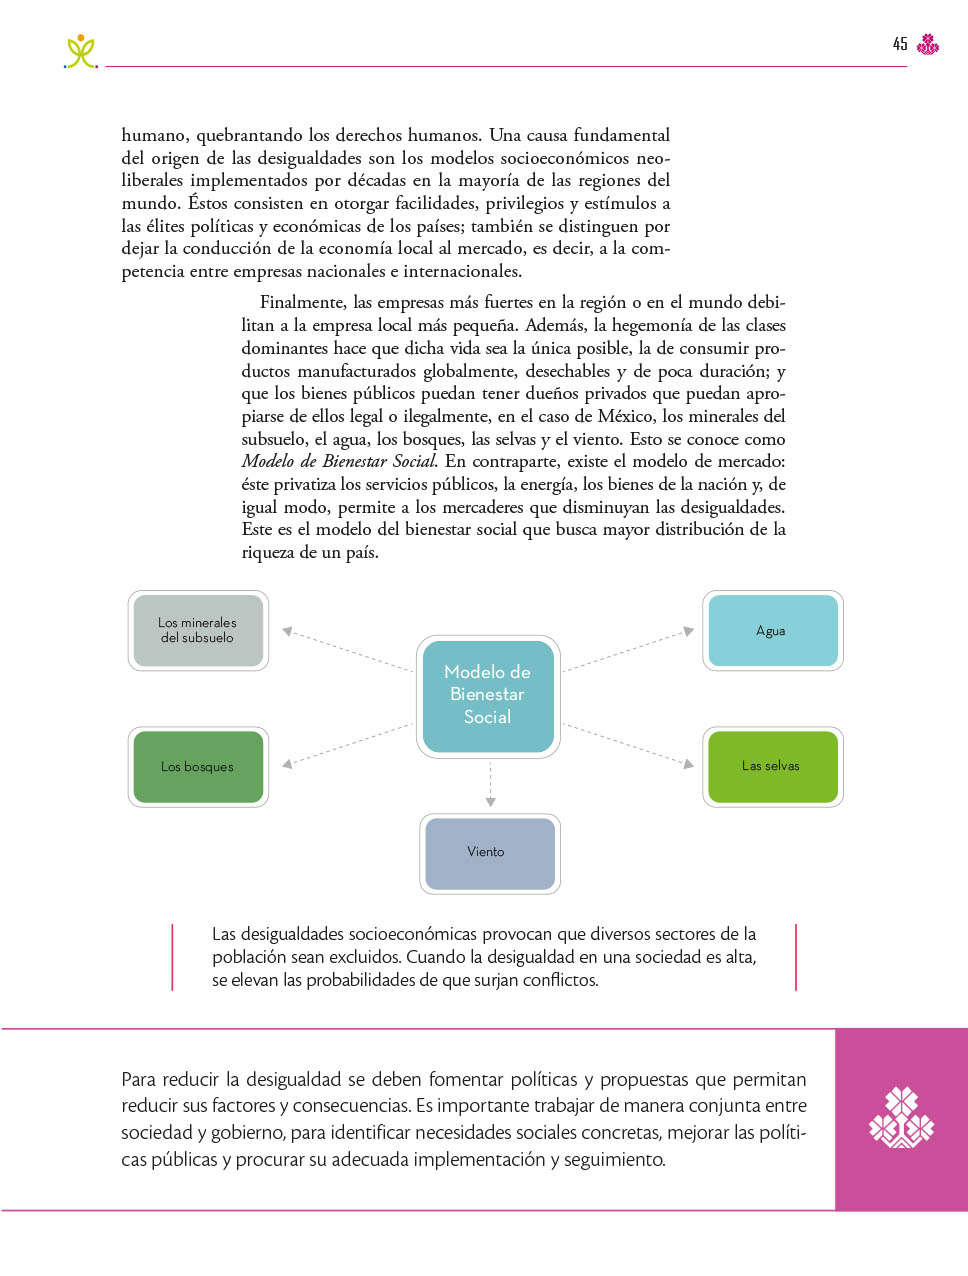 45
humano, quebrantando los derechos humanos. Una causa fundamental
del origen de las desigualdades son los modelos socioeconómicos neo-
liberales implementados por décadas en la mayoría de las regiones del
mundo. Éstos consisten en otorgar facilidades, privilegios y estímulos a
las élites políticas y económicas de los países; también se distinguen por
dejar la conducción de la economía local al mercado, es decir, a la com-
petencia entre empresas nacionales e internacionales.
Finalmente, las empresas más fuertes en la región o en el mundo debi-
litan a la empresa local más pequeña. Además, la hegemonía de las clases
dominantes hace que dicha vida sea la única posible, la de consumir pro-
ductos manufacturados globalmente, desechables y de poca duración; y
que los bienes públicos puedan tener dueños privados que puedan apro-
piarse de ellos legal o ilegalmente, en el caso de México, los minerales del
subsuelo, el agua, los bosques, las selvas y el viento. Esto se conoce como
Modelo de Bienestar Social. En contraparte, existe el modelo de mercado:
éste privatiza los servicios públicos, la energía, los bienes de la nación y, de
igual modo, permite a los mercaderes que disminuyan las desigualdades.
Este es el modelo del bienestar social que busca mayor distribución de la
riqueza de un país.
Los minerales
del subsuelo
Agua
Modelo de
Bienestar
Social
Los bosques
Las selvas
Viento
Las desigualdades socioeconómicas provocan que diversos sectores de la
población sean excluidos. Cuando la desigualdad en una sociedad es alta,
se elevan las probabilidades de que surjan conflictos.
Para reducir la desigualdad se deben fomentar políticas y propuestas que permitan
reducir sus factores y consecuencias. Es importante trabajar de manera conjunta entre
sociedad y gobierno, para identificar necesidades sociales concretas, mejorar las políti-
cas públicas y procurar su adecuada implementación y seguimiento.